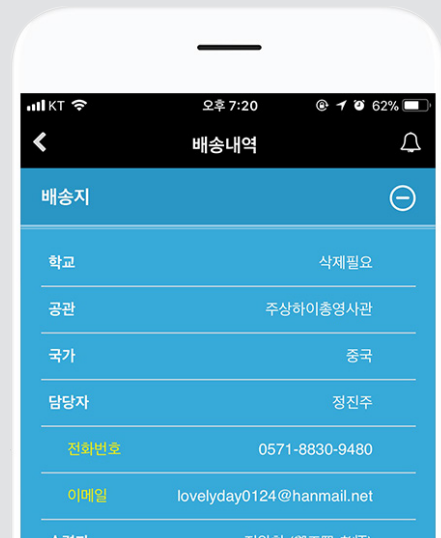 KT 오후 7:20 62%
배송내역
배송지
학교 삭제필요
공관 주상하이총영사관
국가 중국
담당자 정진주
전화번호 0571-8830-9480
이메일 lovelyday0124@hanmail.net